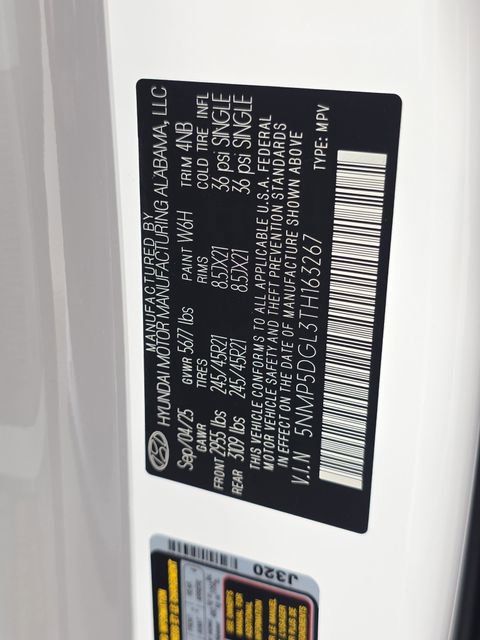 MANUFACTURED BY
HYUNDAI MOTOR MANUFACTURING ALABAMA, LLC
Sep/04/25 GVWR 5677 lbs PAINT W6H TRIM 4NB
GAWR TIRES RIMS COLD TIRE INFL
FRONT 2955 lbs 245/45R21 8.5JX21 36 psi SINGLE
REAR 3109 lbs 245/45R21 8.5JX21 36 psi SINGLE
THIS VEHICLE CONFORMS TO ALL APPLICABLE U.S.A. FEDERAL
MOTOR VEHICLE SAFETY AND THEFT PREVENTION STANDARDS
IN EFFECT ON THE DATE OF MANUFACTURE SHOWN ABOVE
V.I.N 5NMP5DGL3TH163267 TYPE: MPV
J320